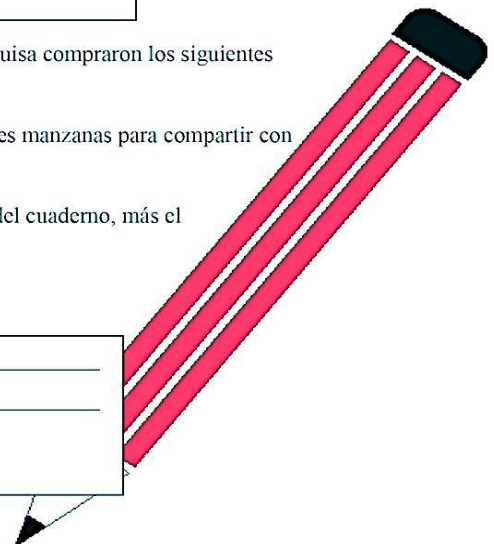 uisa compraron los siguientes
es manzanas para compartir con
del cuaderno, más el